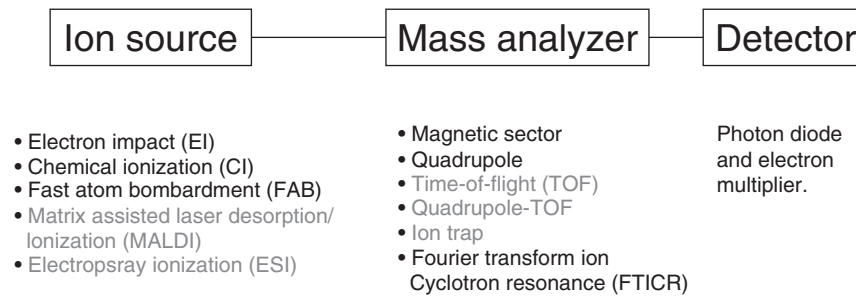 Ion source
Mass analyzer
Detector
• Electron impact (EI)
• Chemical ionization (CI)
• Fast atom bombardment (FAB)
• Matrix assisted laser desorption/
Ionization (MALDI)
• Electropsray ionization (ESI)
• Magnetic sector
• Quadrupole
• Time-of-flight (TOF)
• Quadrupole-TOF
• Ion trap
• Fourier transform ion
Cyclotron resonance (FTICR)
Photon diode
and electron
multiplier.